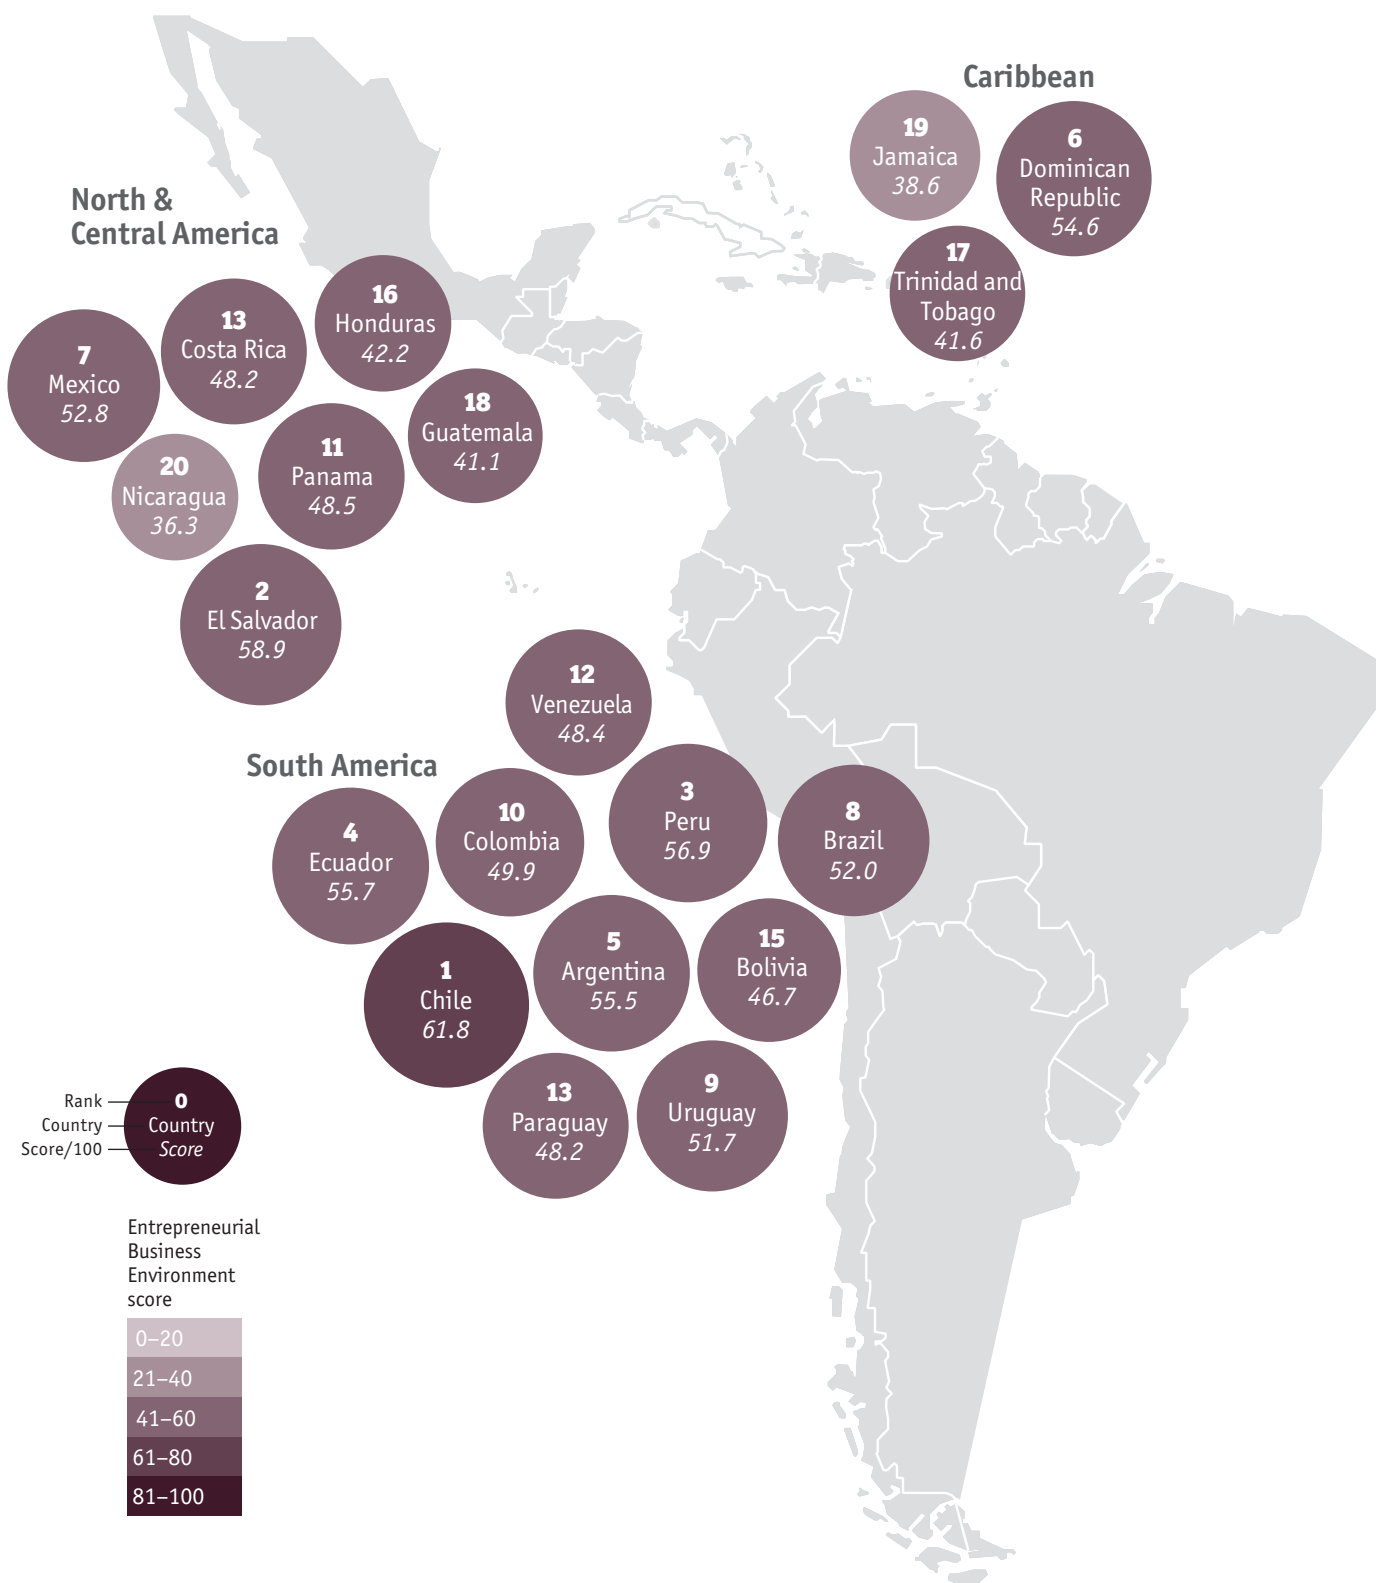 Caribbean
19
Jamaica
38.6
6
Dominican
Republic
54.6
17
Trinidad and
Tobago
41.6
North &
Central America
16
Honduras
42.2
13
Costa Rica
48.2
7
Mexico
52.8
18
Guatemala
41.1
11
Panama
48.5
20
Nicaragua
36.3
2
El Salvador
58.9
South America
12
Venezuela
48.4
3
Peru
56.9
8
Brazil
52.0
10
Colombia
49.9
4
Ecuador
55.7
5
Argentina
55.5
15
Bolivia
46.7
1
Chile
61.8
13
Paraguay
48.2
9
Uruguay
51.7
Rank
Country
Score/100
0
Country
Score
Entrepreneurial
Business
Environment
score
0–20
21–40
41–60
61–80
81–100